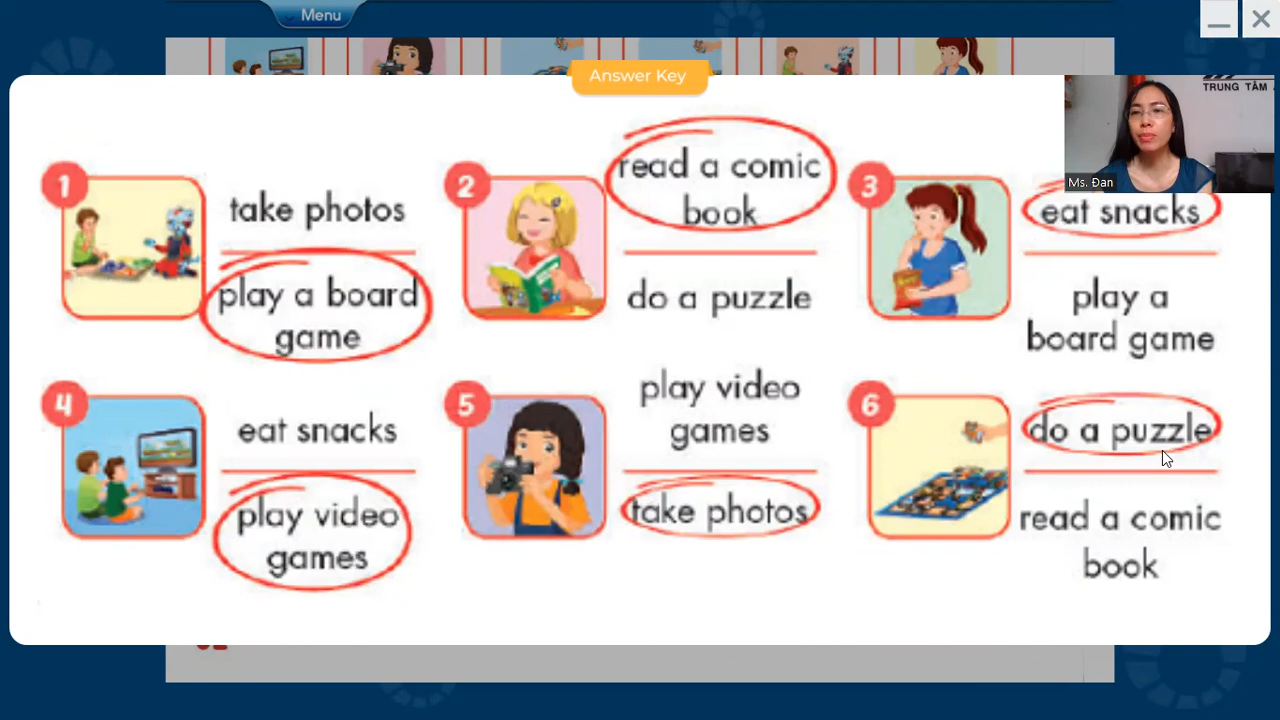 Menu
Answer Key
TRUNG TÂM
Ms. Đan
1
take photos
play a board
game
2
read a comic
book
do a puzzle
3
eat snacks
play a
board game
4
eat snacks
play video
games
5
play video
games
take photos
6
do a puzzle
read a comic
book